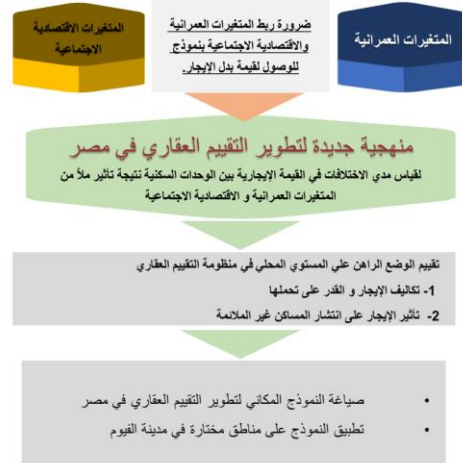 المتغيرات العمرانية
ضرورة ربط المتغيرات العمرانية
والاقتصادية الاجتماعية بنموذج
للوصول لقيمة بدل الإيجار.
المتغيرات الاقتصادية
الاجتماعية
منهجية جديدة لتطوير التقييم العقاري في مصر
لقياس مدي الاختلافات في القيمة الإيجارية بين الوحدات السكنية نتيجة تأثير ملاً من
المتغيرات العمرانية و الاقتصادية الاجتماعية
تقييم الوضع الراهن علي المستوي المحلي في منظومة التقييم العقاري
1- تكاليف الإيجار و القدر على تحملها
2- تأثير الإيجار على انتشار المساكن غير الملائمة
• صياغة النموذج المكاني لتطوير التقييم العقاري في مصر
• تطبيق النموذج على مناطق مختارة في مدينة الفيوم